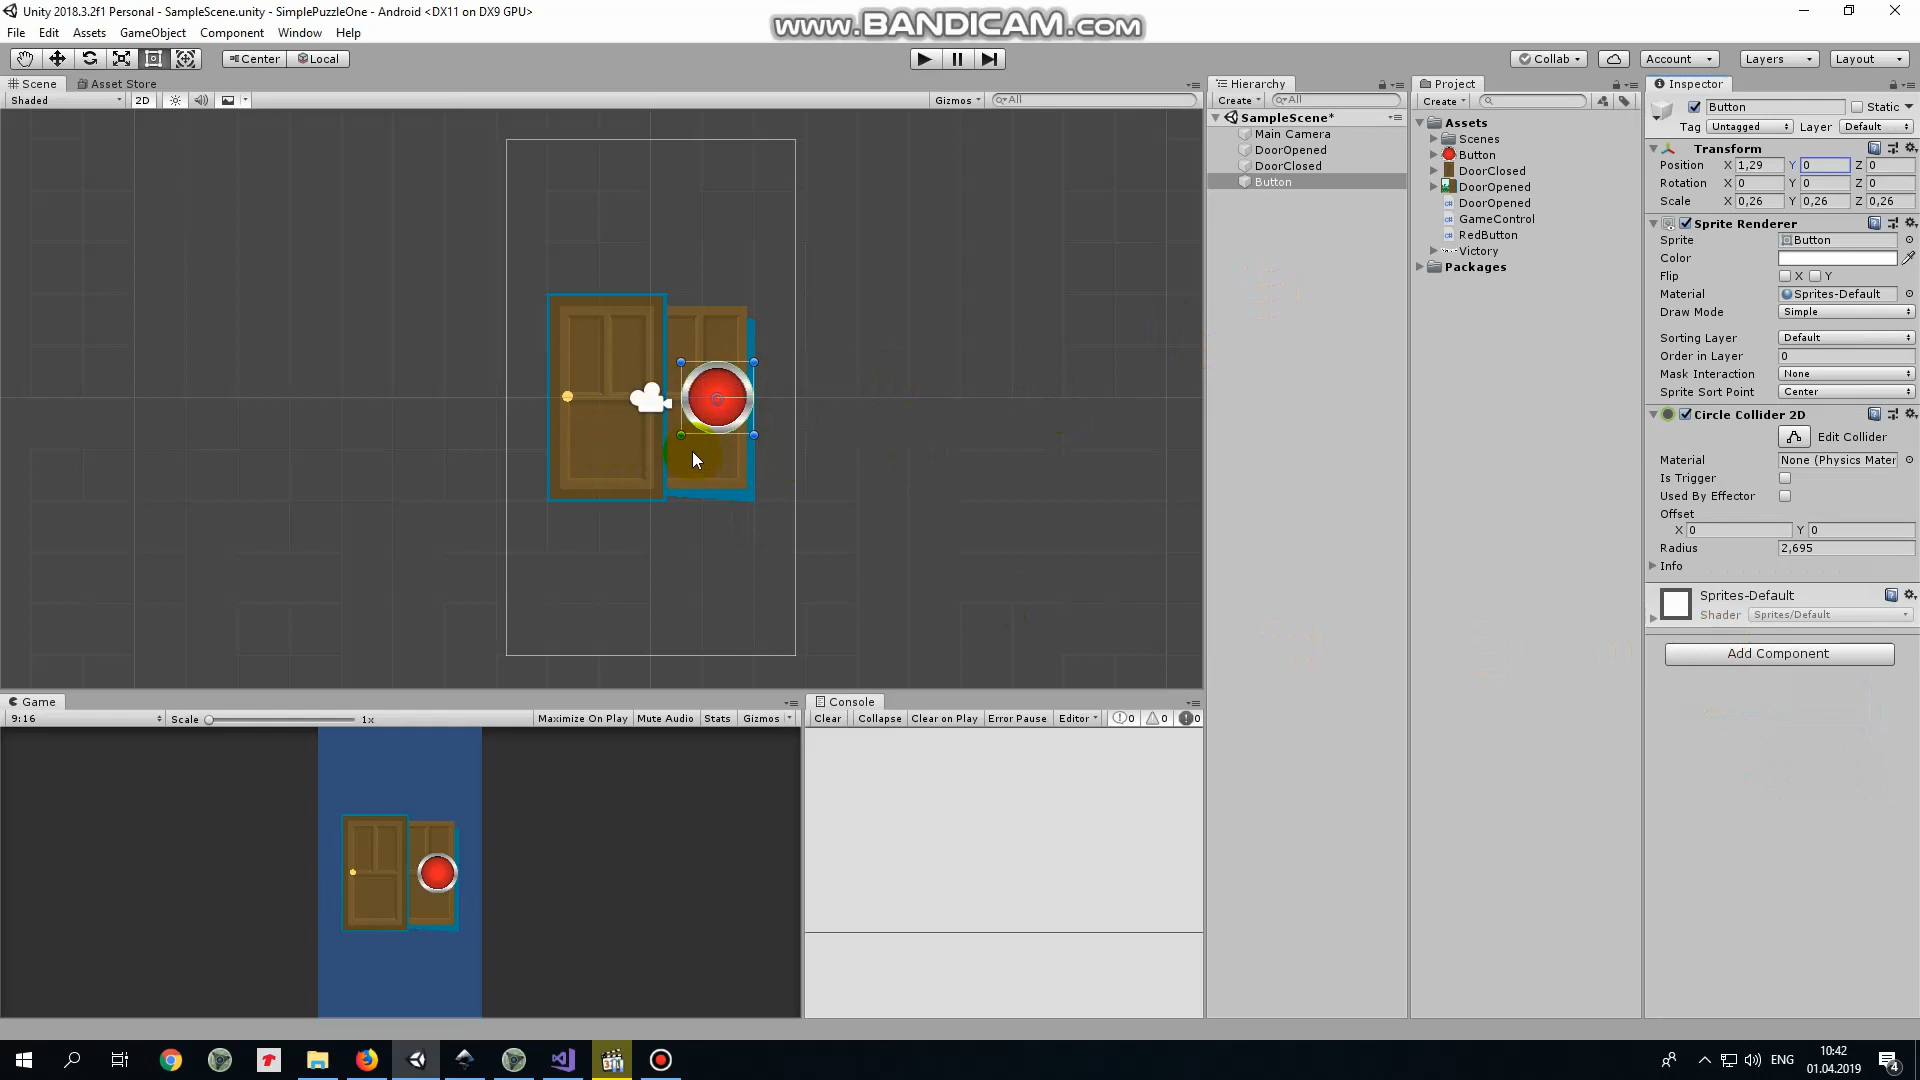 Unity 2018.3.2f1 Personal - SampleScene.unity - SimplePuzzleOne - Android <DX11 on DX9 GPU>
www.BANDICAM.com
File Edit Assets GameObject Component Window Help
Center Local
Collab Account Layers Layout
Scene Asset Store
Shaded 2D Gizmos All
Hierarchy
Create All
SampleScene*
Main Camera
DoorOpened
DoorClosed
Button
Project
Create
Assets
Scenes
Button
DoorClosed
DoorOpened
DoorOpened
GameControl
RedButton
Victory
Packages
Inspector
Button Static
Tag Untagged Layer Default
Transform
Position X 1,29 Y 0 Z 0
Rotation X 0 Y 0 Z 0
Scale X 0,26 Y 0,26 Z 0,26
Sprite Renderer
Sprite Button
Color
Flip X Y
Material Sprites-Default
Draw Mode Simple
Sorting Layer Default
Order in Layer 0
Mask Interaction None
Sprite Sort Point Center
Circle Collider 2D
Edit Collider
Material None (Physics Mater
Is Trigger
Used By Effector
Offset
X 0 Y 0
Radius 2,695
Info
Sprites-Default
Shader Sprites/Default
Add Component
Game
9:16 Scale 1x Maximize On Play Mute Audio Stats Gizmos
Console
Clear Collapse Clear on Play Error Pause Editor 0 0 0
ENG
10:42
01.04.2019
4